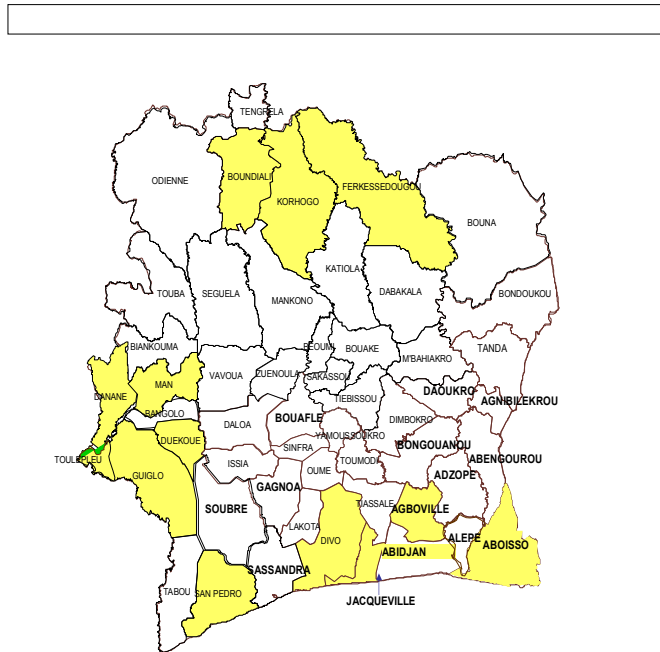 TENGRELA
ODIENNE
BOUNDIALI
KORHOGO
FERKESSEDOUGOU
BOUNA
KATIOLA
TOUBA
SEGUELA
MANKONO
DABAKALA
BONDOUKOU
BIANKOUMA
BEOUMI
BOUAKE
M'BAHIAKRO
TANDA
DANANE
MAN
VAVOUA
ZUENOULA
SAKASSOU
DAOUKRO
AGNIBILEKROU
TIEBISSOU
BANGOLO
BOUAFLE
DALOA
DIMBOKRO
DUEKOUE
YAMOUSSOUKRO
BONGOUANOU
TOULEPLEU
ISSIA
SINFRA
TOUMODI
ABENGOUROU
GUIGLO
OUME
ADZOPE
GAGNOA
SOUBRE
TIASSALE
AGBOVILLE
LAKOTA
DIVO
ALEPE
ABOISSO
ABIDJAN
SASSANDRA
TABOU
SAN PEDRO
JACQUEVILLE